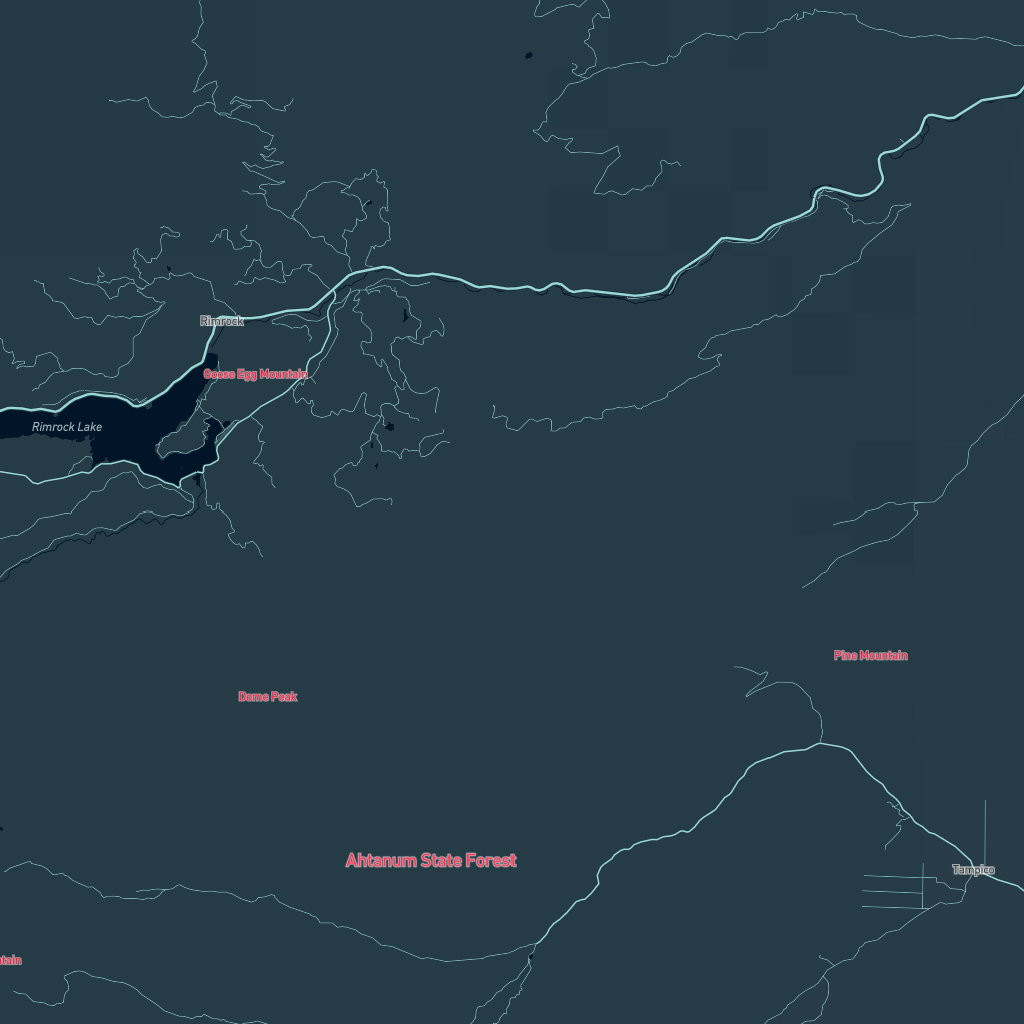 Rimrock
Goose Egg Mountain
Rimrock Lake
Pine Mountain
Dome Peak
Ahtanum State Forest
Tampico